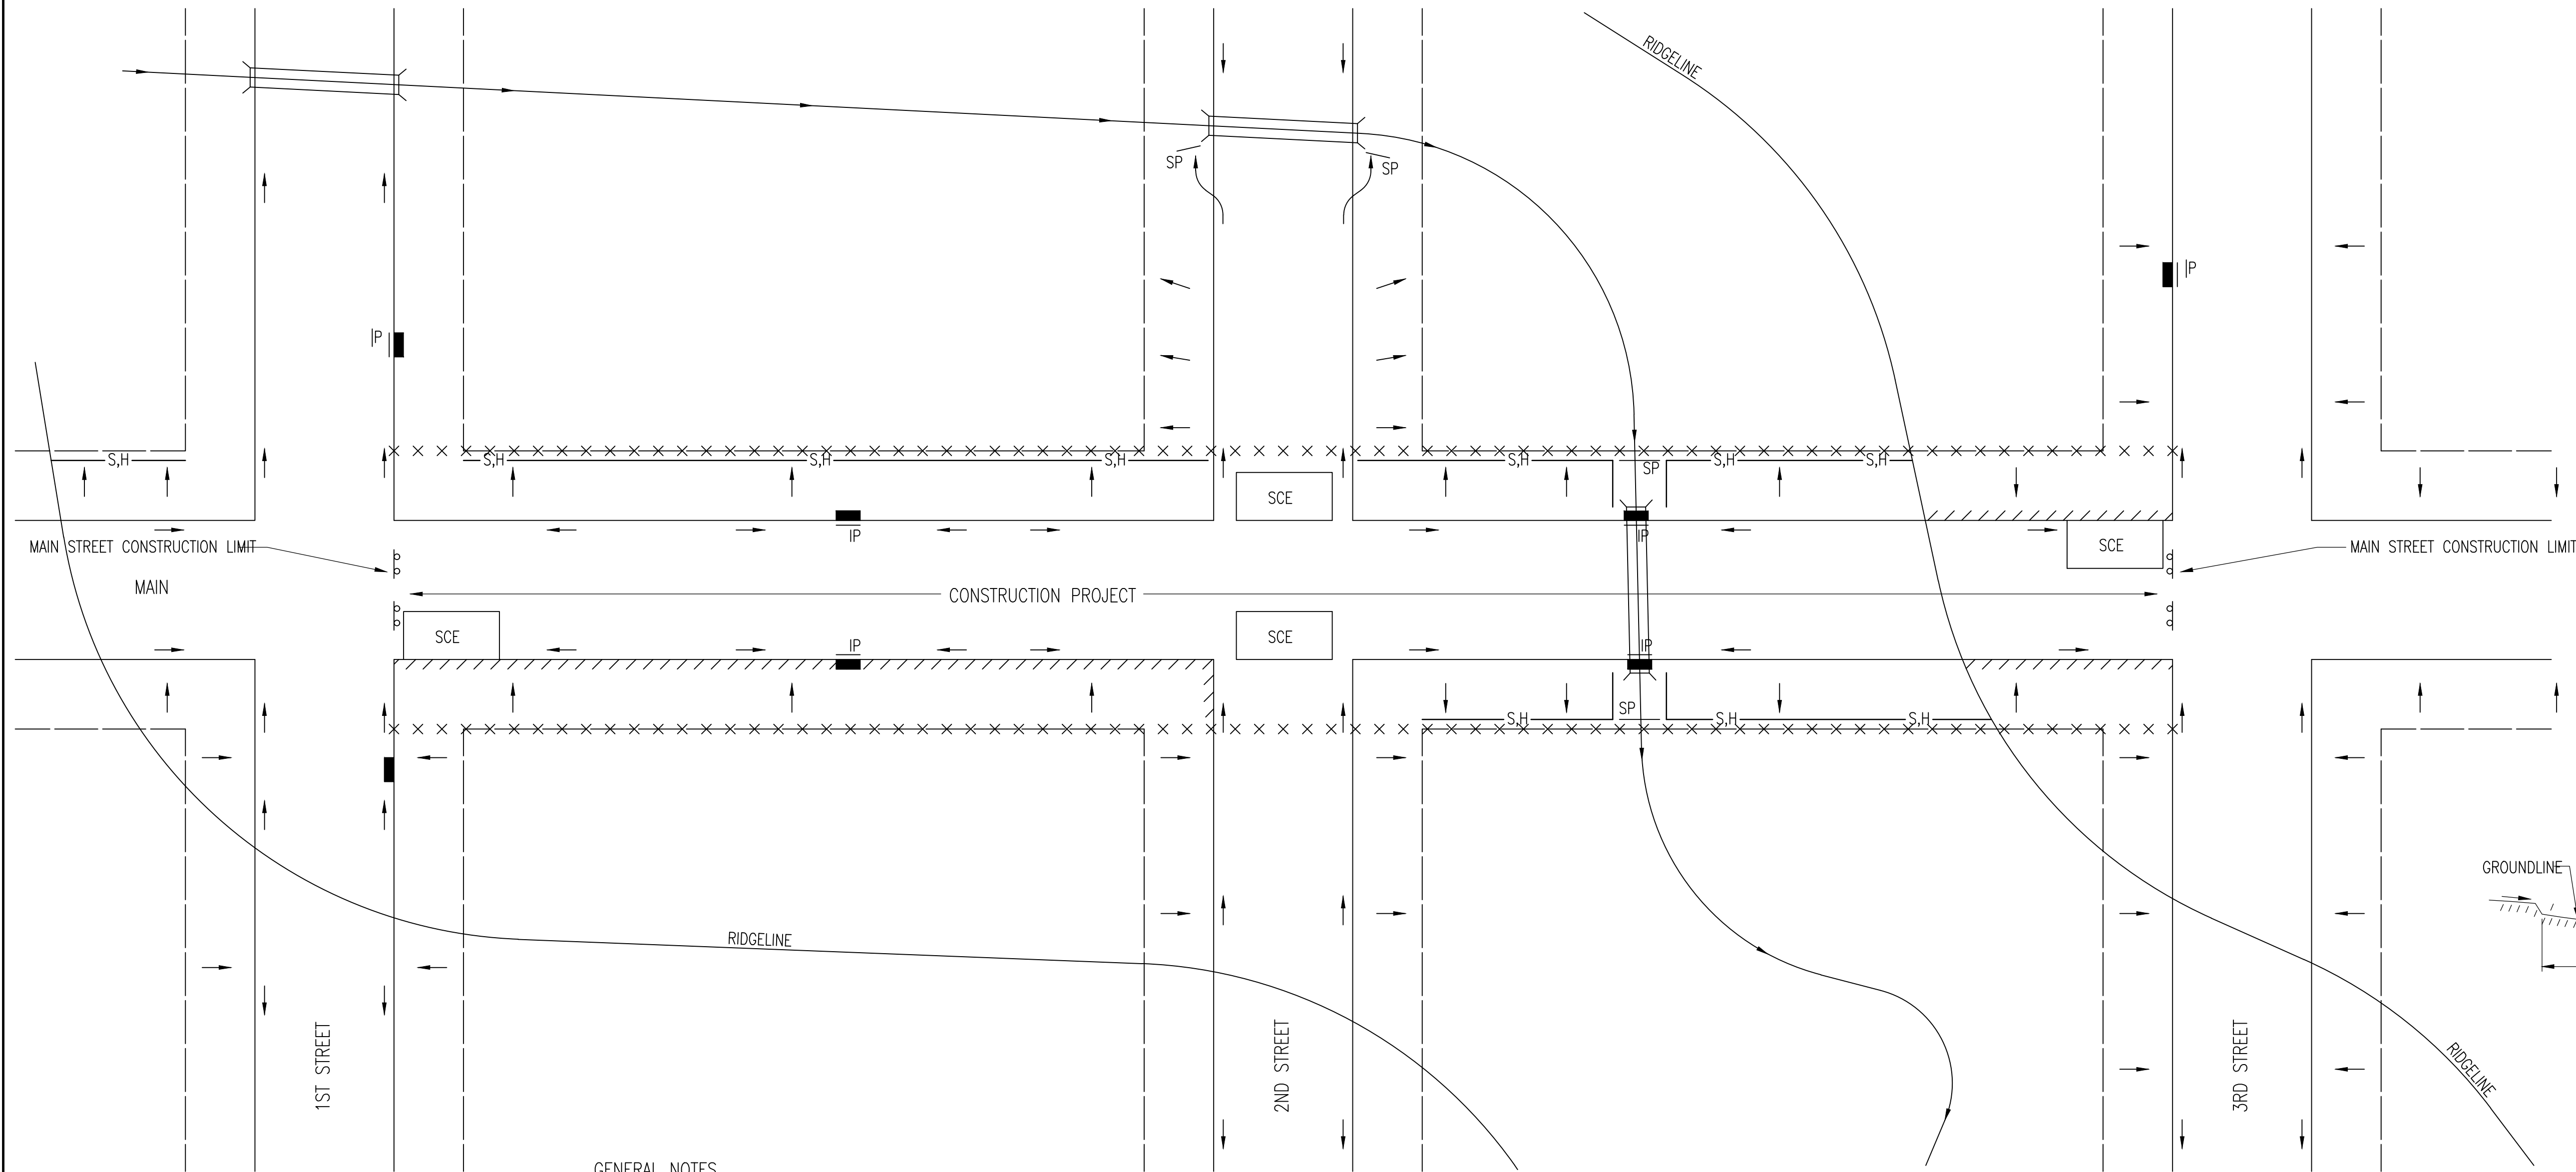 RIDGELINE
SP
SP
IP
IP
S,H
S,H
S,H
S,H
S,H
SP
S,H
S,H
SCE
IP
IP
SCE
MAIN STREET CONSTRUCTION LIMIT
MAIN STREET CONSTRUCTION LIMIT
MAIN
CONSTRUCTION PROJECT
SCE
SCE
IP
IP
SP
S,H
S,H
S,H
GROUNDLINE
RIDGELINE
1ST STREET
2ND STREET
3RD STREET
RIDGELINE
GENERAL NOTES